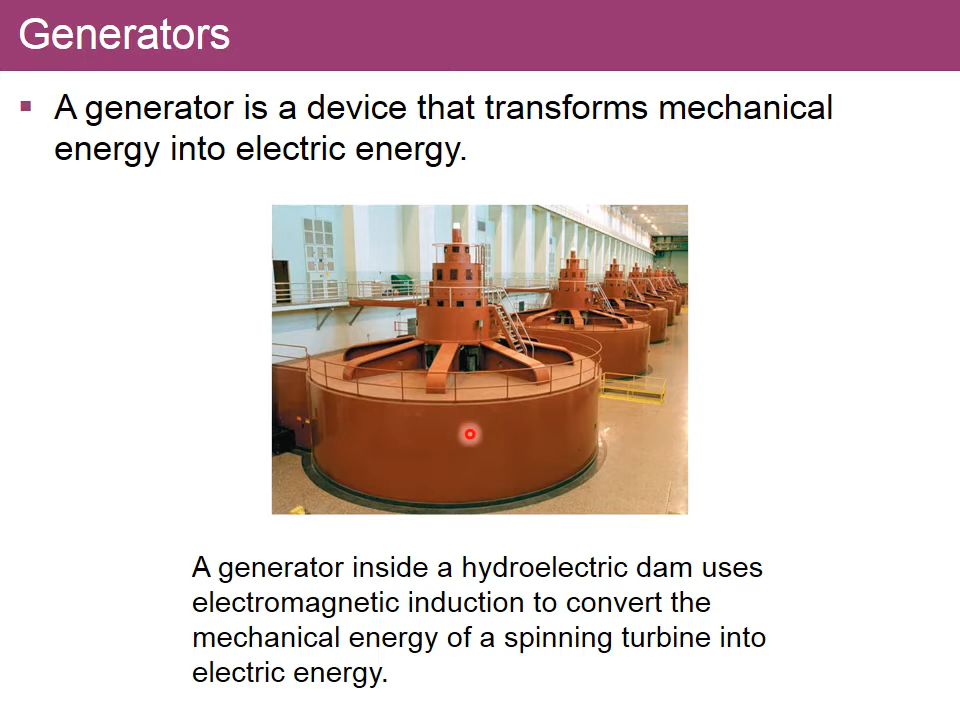 Generators
A generator is a device that transforms mechanical
energy into electric energy.
A generator inside a hydroelectric dam uses
electromagnetic induction to convert the
mechanical energy of a spinning turbine into
electric energy.